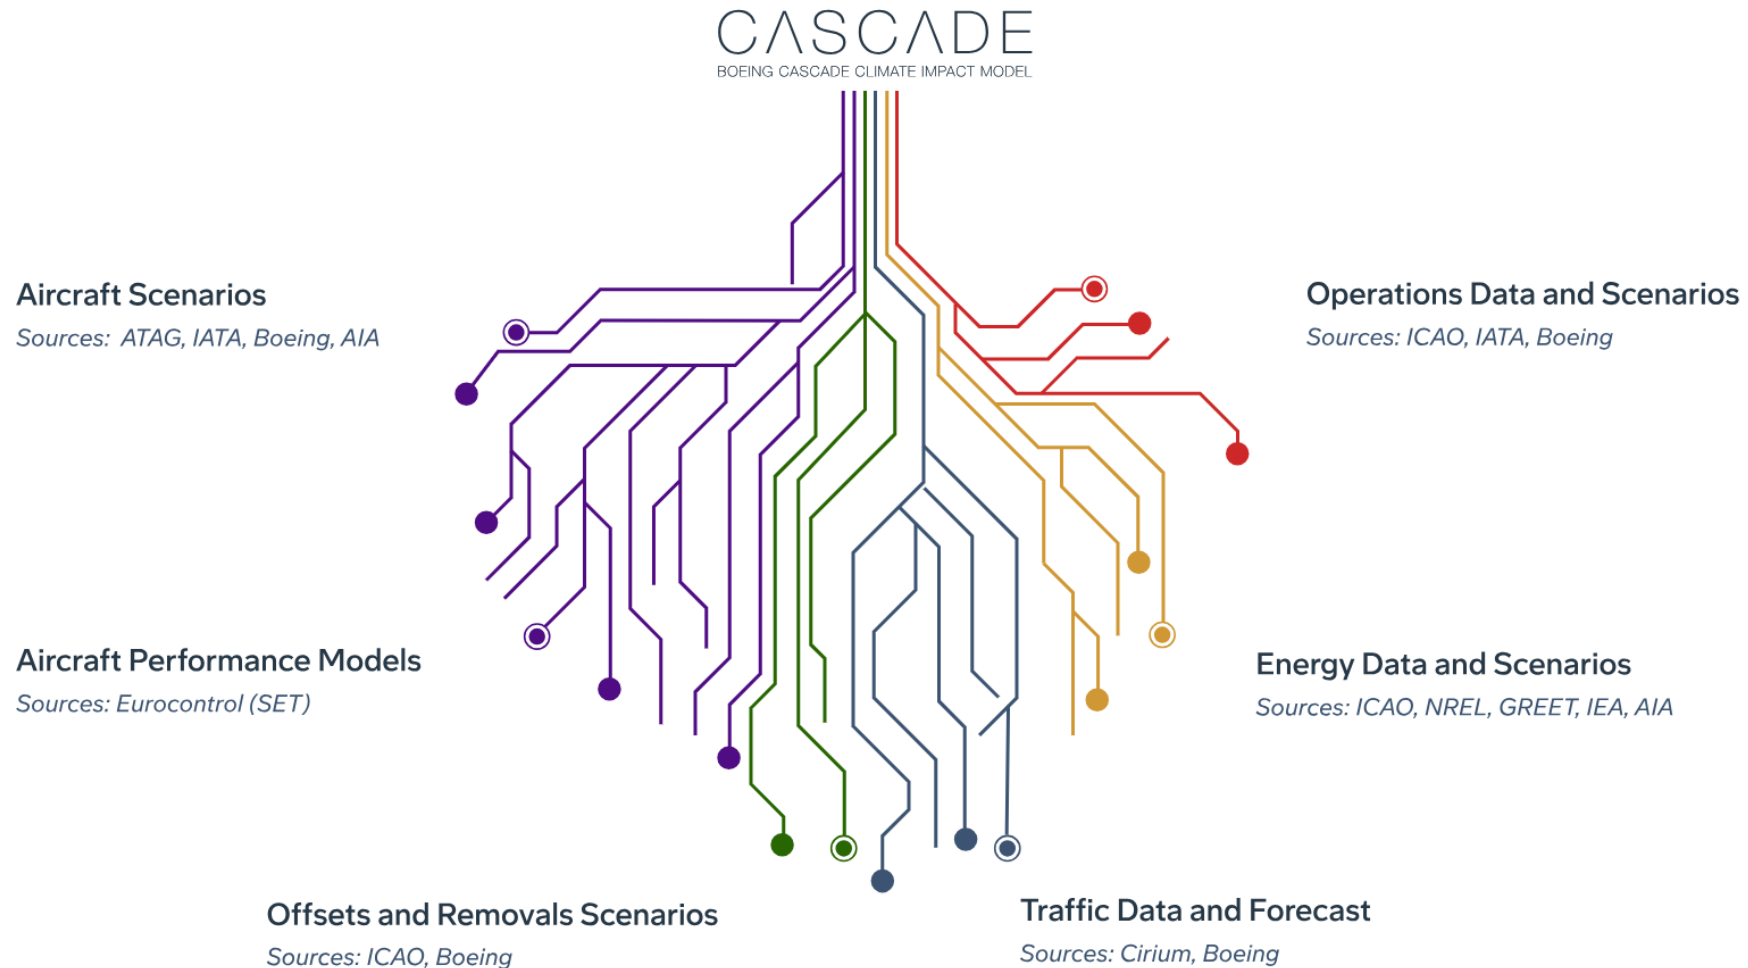 CASCADE
BOEING CASCADE CLIMATE IMPACT MODEL
Aircraft Scenarios
Sources: ATAG, IATA, Boeing, AIA
Operations Data and Scenarios
Sources: ICAO, IATA, Boeing
Aircraft Performance Models
Sources: Eurocontrol (SET)
Energy Data and Scenarios
Sources: ICAO, NREL, GREET, IEA, AIA
Offsets and Removals Scenarios
Sources: ICAO, Boeing
Traffic Data and Forecast
Sources: Cirium, Boeing